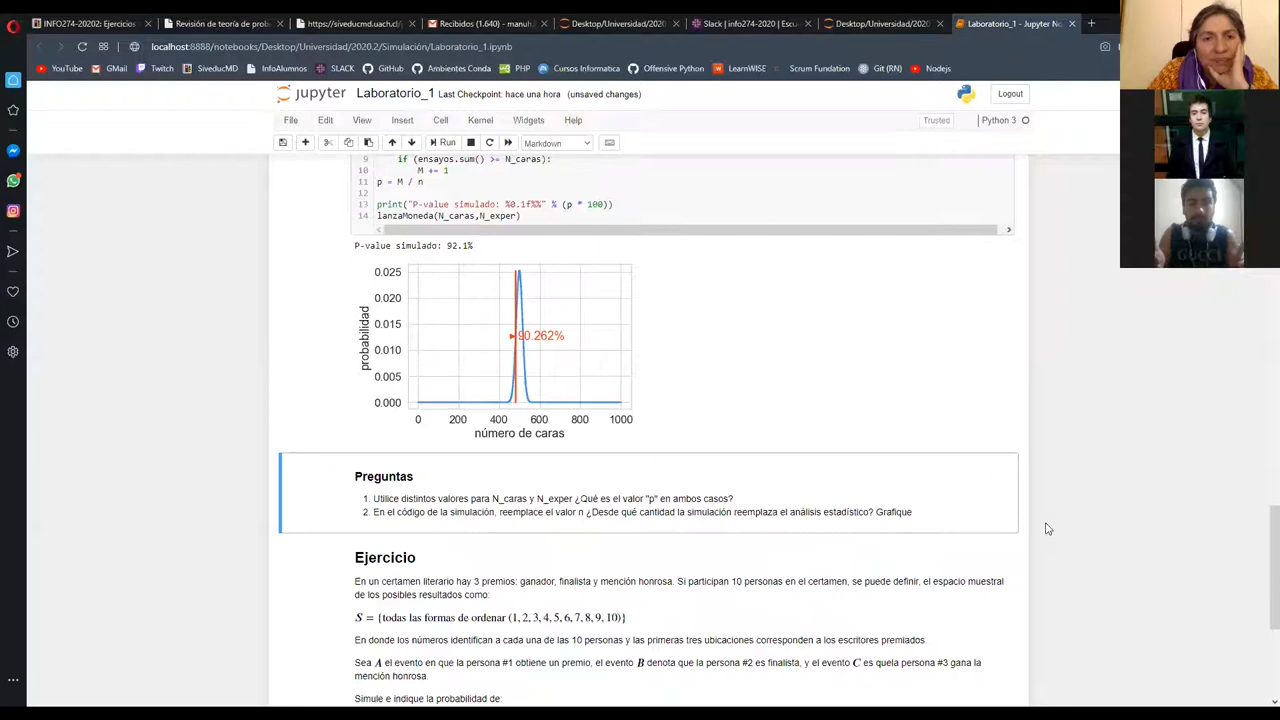 INFO274-20202: Ejercicios
Revisión de teoría de prob
https://siveducmd.uach.cl/
Recibidos (1.640) - manuh
Desktop/Universidad/2020.
Slack | info274-2020 | Escu
Desktop/Universidad/2020.
Laboratorio_1 - Jupyter No
localhost:8888/notebooks/Desktop/Universidad/2020.2/Simulación/Laboratorio_1.ipynb
YouTube
GMail
Twitch
SiveducMD
InfoAlumnos
SLACK
GitHub
Ambientes Conda
PHP
Cursos Informatica
Offensive Python
LearnWISE
Scrum Fundation
Git (RN)
Nodejs
jupyter Laboratorio_1 Last Checkpoint: hace una hora (unsaved changes)
Logout
File Edit View Insert Cell Kernel Widgets Help
Trusted
Python 3
Run
Markdown
9 if (ensayos.sum() >= N_caras):
10 M += 1
11 p = M / n
12
13 print("P-value simulado: %0.1f%%" % (p * 100))
14 lanzaMoneda(N_caras,N_exper)
P-value simulado: 92.1%
0.025
0.020
0.015
0.010
0.005
0.000
probabilidad
90.262%
0 200 400 600 800 1000
número de caras
Preguntas
1. Utilice distintos valores para N_caras y N_exper ¿Qué es el valor "p" en ambos casos?
2. En el código de la simulación, reemplace el valor n ¿Desde qué cantidad la simulación reemplaza el análisis estadístico? Grafique
Ejercicio
En un certamen literario hay 3 premios: ganador, finalista y mención honrosa. Si participan 10 personas en el certamen, se puede definir, el espacio muestral
de los posibles resultados como:
S = {todas las formas de ordenar (1, 2, 3, 4, 5, 6, 7, 8, 9, 10)}
En donde los números identifican a cada una de las 10 personas y las primeras tres ubicaciones corresponden a los escritores premiados.
Sea A el evento en que la persona #1 obtiene un premio, el evento B denota que la persona #2 es finalista, y el evento C es quela persona #3 gana la
mención honrosa.
Simule e indique la probabilidad de:
GUCCI